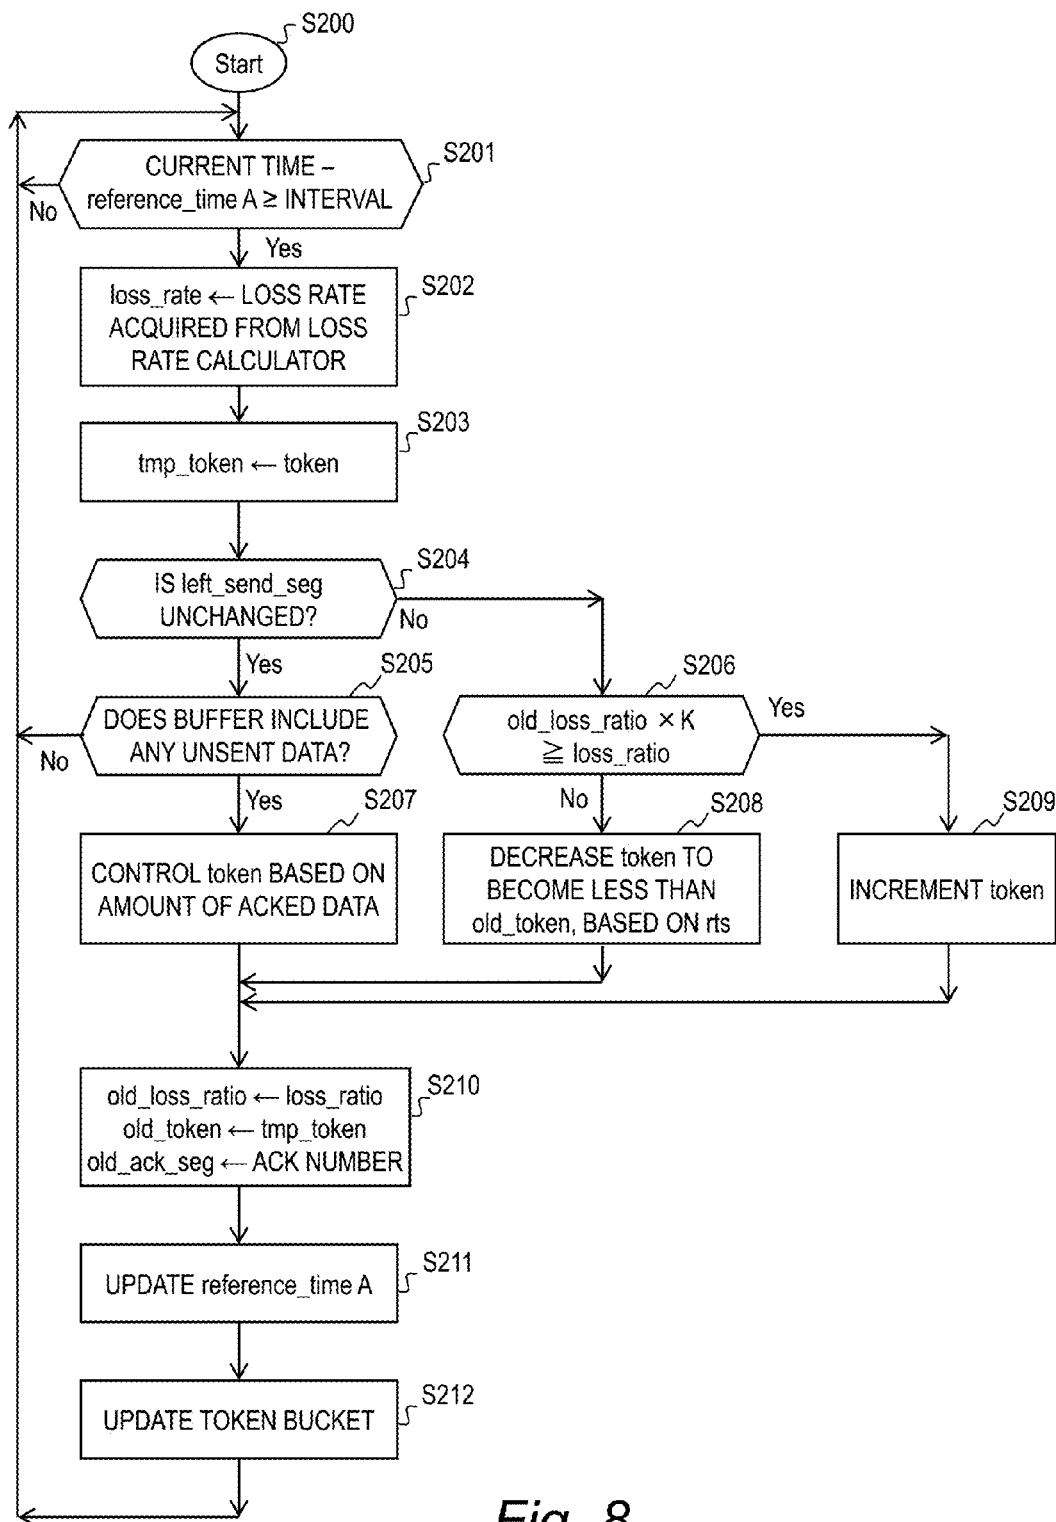 S200
Start
S201
CURRENT TIME –
reference_time A ≥ INTERVAL
No
Yes
S202
loss_rate ← LOSS RATE
ACQUIRED FROM LOSS
RATE CALCULATOR
S203
tmp_token ← token
S204
IS left_send_seg
UNCHANGED?
No
Yes
S205
DOES BUFFER INCLUDE
ANY UNSENT DATA?
No
Yes
S206
old_loss_ratio × K
≧ loss_ratio
Yes
No
S207
CONTROL token BASED ON
AMOUNT OF ACKED DATA
S208
DECREASE token TO
BECOME LESS THAN
old_token, BASED ON rts
S209
INCREMENT token
S210
old_loss_ratio ← loss_ratio
old_token ← tmp_token
old_ack_seg ← ACK NUMBER
S211
UPDATE reference_time A
S212
UPDATE TOKEN BUCKET
Fig. 8